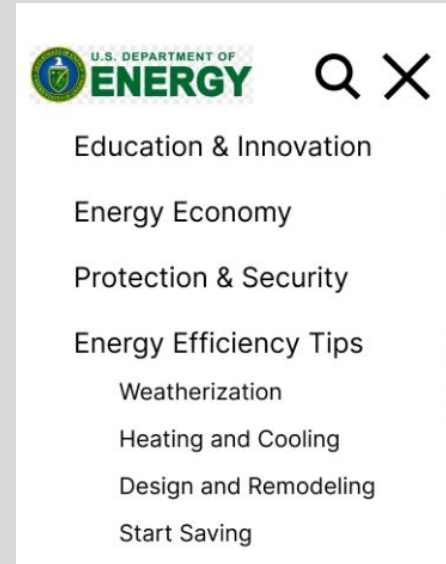 U.S. DEPARTMENT OF
ENERGY
Education & Innovation
Energy Economy
Protection & Security
Energy Efficiency Tips
Weatherization
Heating and Cooling
Design and Remodeling
Start Saving